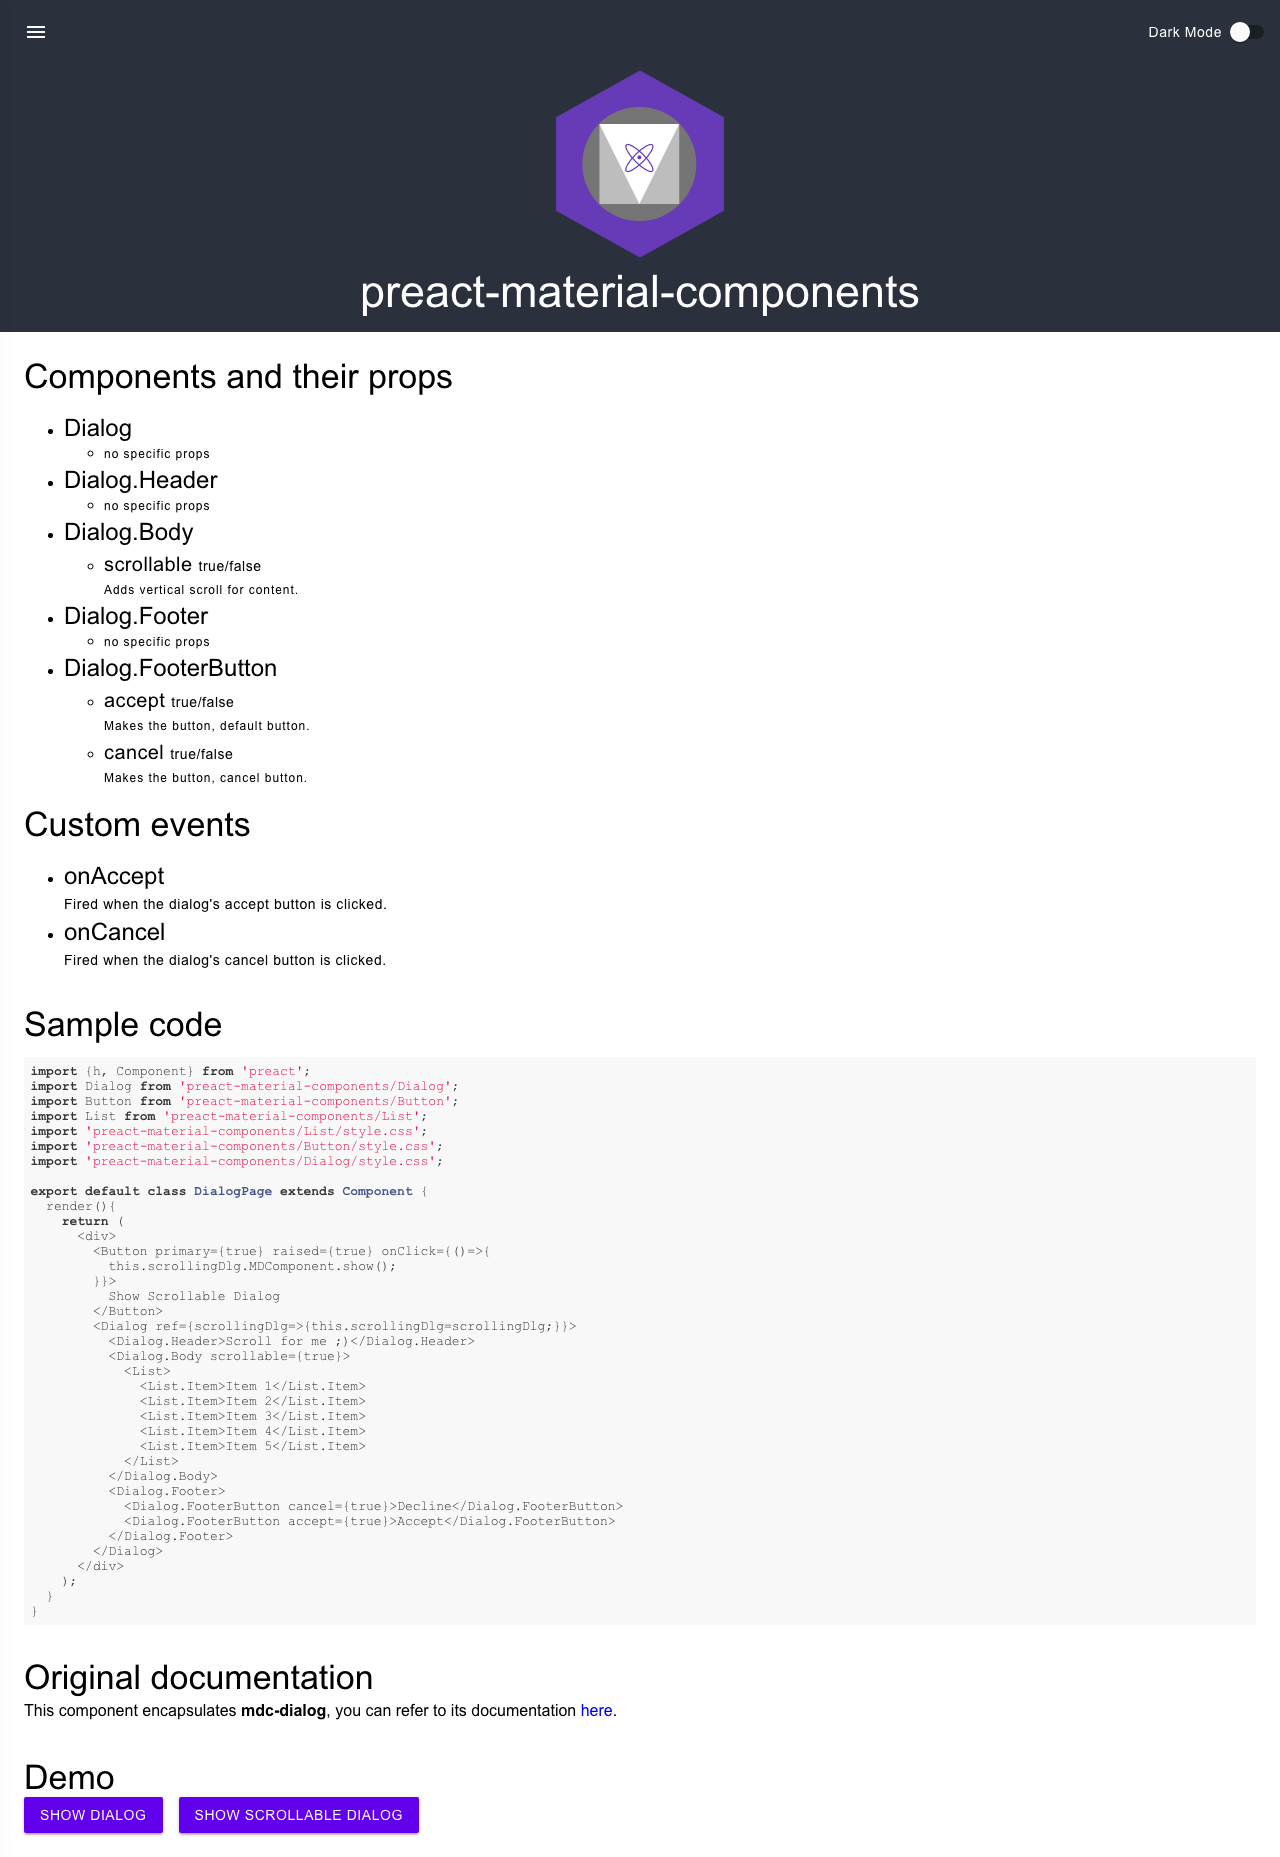 Dark Mode
preact-material-components
Components and their props
Dialog
no specific props
Dialog.Header
no specific props
Dialog.Body
scrollable true/false
Adds vertical scroll for content.
Dialog.Footer
no specific props
Dialog.FooterButton
accept true/false
Makes the button, default button.
cancel true/false
Makes the button, cancel button.
Custom events
onAccept
Fired when the dialog's accept button is clicked.
onCancel
Fired when the dialog's cancel button is clicked.
Sample code
import {h, Component} from 'preact';
import Dialog from 'preact-material-components/Dialog';
import Button from 'preact-material-components/Button';
import List from 'preact-material-components/List';
import 'preact-material-components/List/style.css';
import 'preact-material-components/Button/style.css';
import 'preact-material-components/Dialog/style.css';
export default class DialogPage extends Component {
render(){
return (
<div>
<Button primary={true} raised={true} onClick={()=>{
this.scrollingDlg.MDComponent.show();
}}>
Show Scrollable Dialog
</Button>
<Dialog ref={scrollingDlg=>{this.scrollingDlg=scrollingDlg;}}>
<Dialog.Header>Scroll for me ;)</Dialog.Header>
<Dialog.Body scrollable={true}>
<List>
<List.Item>Item 1</List.Item>
<List.Item>Item 2</List.Item>
<List.Item>Item 3</List.Item>
<List.Item>Item 4</List.Item>
<List.Item>Item 5</List.Item>
</List>
</Dialog.Body>
<Dialog.Footer>
<Dialog.FooterButton cancel={true}>Decline</Dialog.FooterButton>
<Dialog.FooterButton accept={true}>Accept</Dialog.FooterButton>
</Dialog.Footer>
</Dialog>
</div>
);
}
}
Original documentation
This component encapsulates mdc-dialog, you can refer to its documentation here.
Demo
SHOW DIALOG
SHOW SCROLLABLE DIALOG